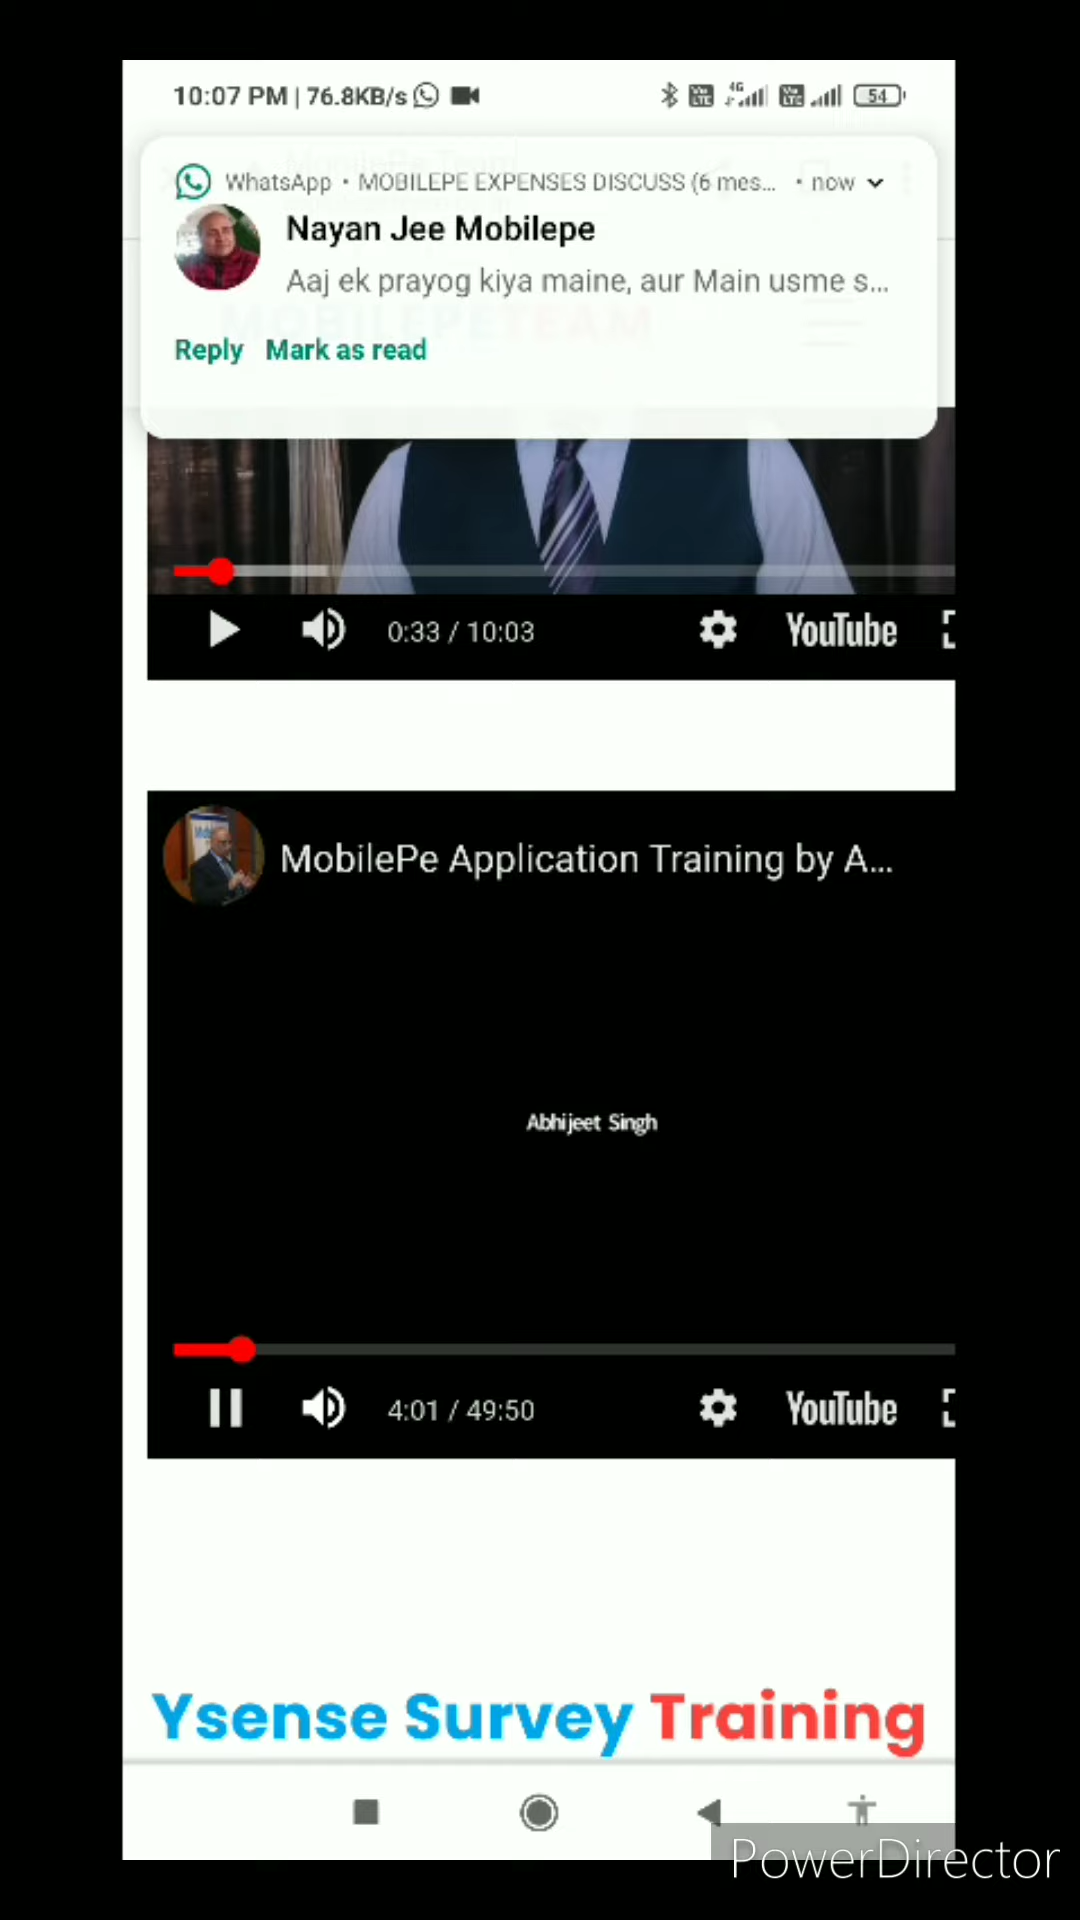 10:07 PM | 76.8KB/s 4G 54
WhatsApp • MOBILEPE EXPENSES DISCUSS (6 mes... • now
Nayan Jee Mobilepe
Aaj ek prayog kiya maine, aur Main usme s...
MOBILEPETEAM
Reply Mark as read
0:33 / 10:03 YouTube
MobilePe Application Training by A...
Abhijeet Singh
4:01 / 49:50 YouTube
Ysense Survey Training
PowerDirector